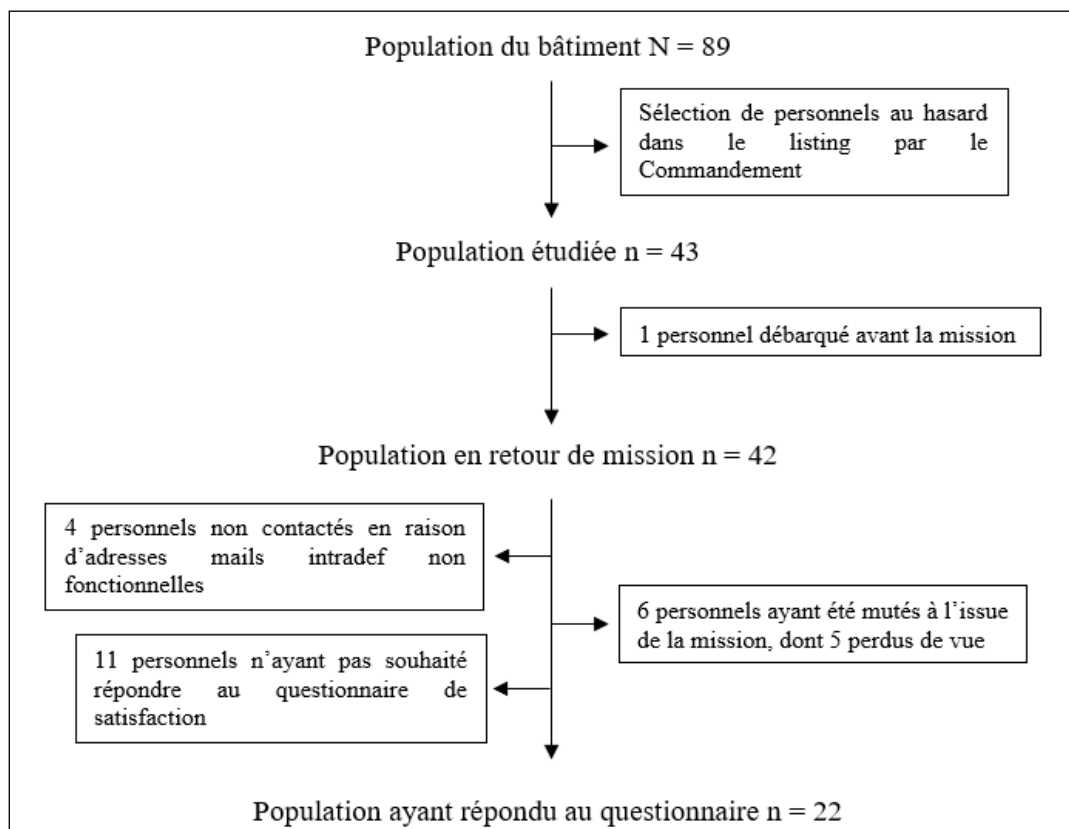 Population du bâtiment N = 89
Sélection de personnels au hasard
dans le listing par le
Commandement
Population étudiée n = 43
1 personnel débarqué avant la mission
Population en retour de mission n = 42
4 personnels non contactés en raison
d’adresses mails intradef non
fonctionnelles
6 personnels ayant été mutés à l’issue
de la mission, dont 5 perdus de vue
11 personnels n’ayant pas souhaité
répondre au questionnaire de
satisfaction
Population ayant répondu au questionnaire n = 22